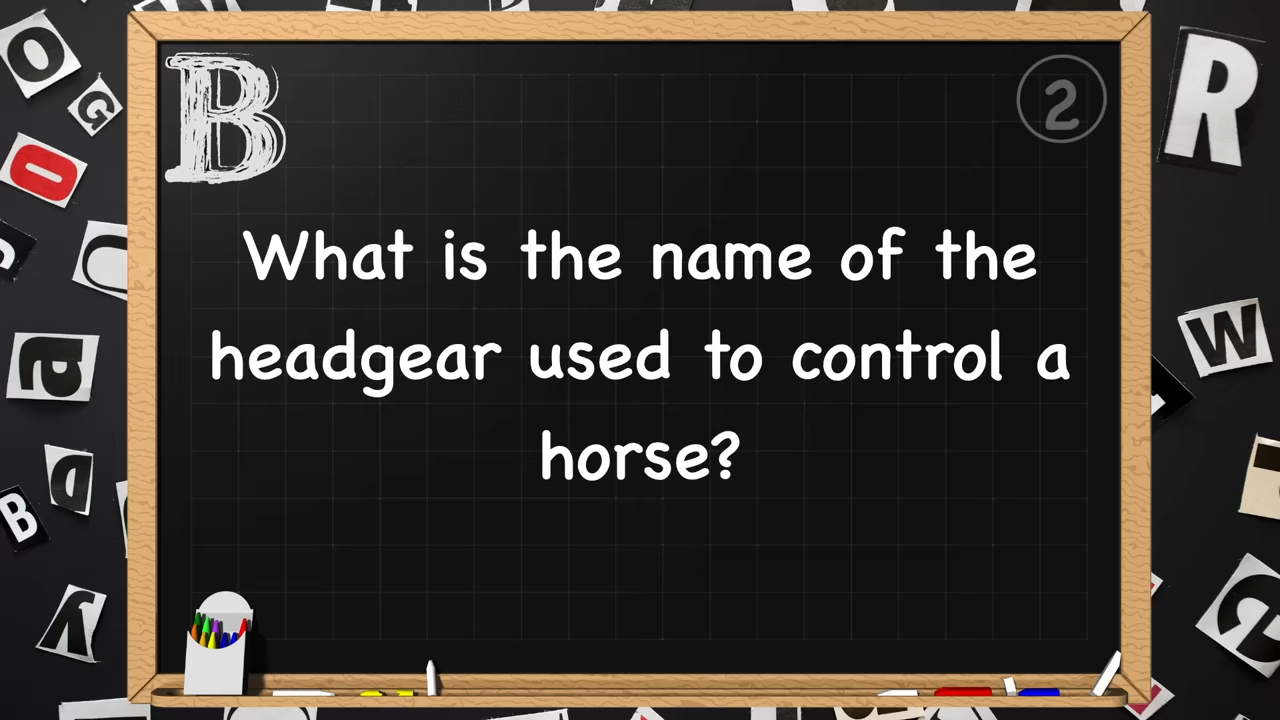 B
2
What is the name of the
headgear used to control a
horse?
O
G
R
a
W
D
B
y